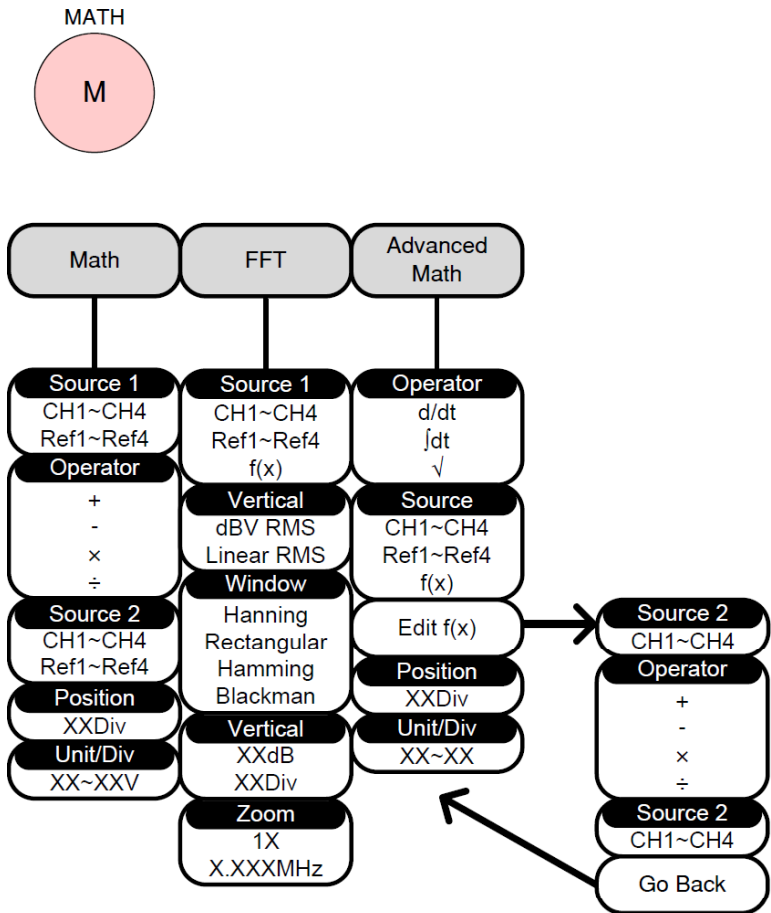 MATH
M
Math
FFT
Advanced
Math
Source 1
CH1~CH4
Ref1~Ref4
Operator
+
-
×
÷
Source 2
CH1~CH4
Ref1~Ref4
Position
XXDiv
Unit/Div
XX~XXV
Source 1
CH1~CH4
Ref1~Ref4
f(x)
Vertical
dBV RMS
Linear RMS
Window
Hanning
Rectangular
Hamming
Blackman
Vertical
XXdB
XXDiv
Zoom
1X
X.XXXMHz
Operator
d/dt
∫dt
√
Source
CH1~CH4
Ref1~Ref4
f(x)
Edit f(x)
Position
XXDiv
Unit/Div
XX~XX
Source 2
CH1~CH4
Operator
+
-
×
÷
Source 2
CH1~CH4
Go Back